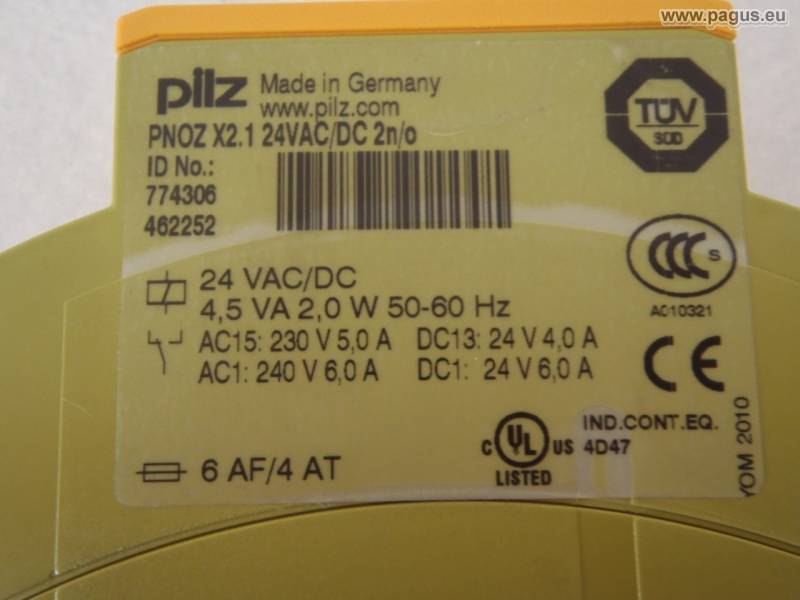 www.pagus.eu
pilz Made in Germany
www.pilz.com
PNOZ X2.1 24VAC/DC 2n/o
ID No.:
774306
462252
TÜV
SÜD
CCC S
A010321
24 VAC/DC
4,5 VA 2,0 W 50-60 Hz
AC15: 230 V 5,0 A DC13: 24 V 4,0 A
AC1: 240 V 6,0 A DC1: 24 V 6,0 A
CE
C UL US IND.CONT.EQ.
4D47
LISTED
6 AF/4 AT
YOM 2010